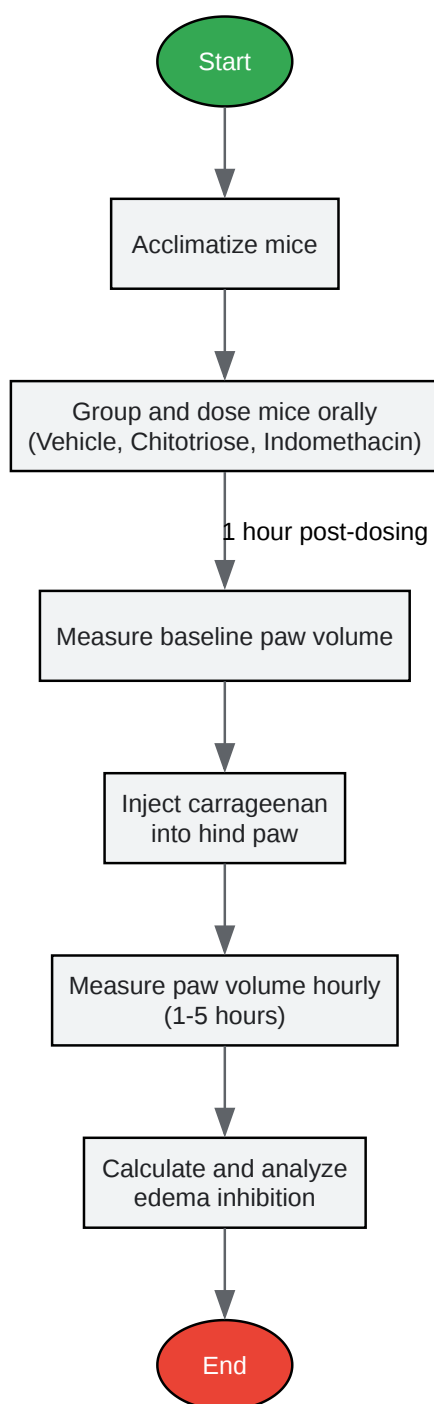 Start
Acclimatize mice
Group and dose mice orally
(Vehicle, Chitotriose, Indomethacin)
1 hour post-dosing
Measure baseline paw volume
Inject carrageenan
into hind paw
Measure paw volume hourly
(1-5 hours)
Calculate and analyze
edema inhibition
End